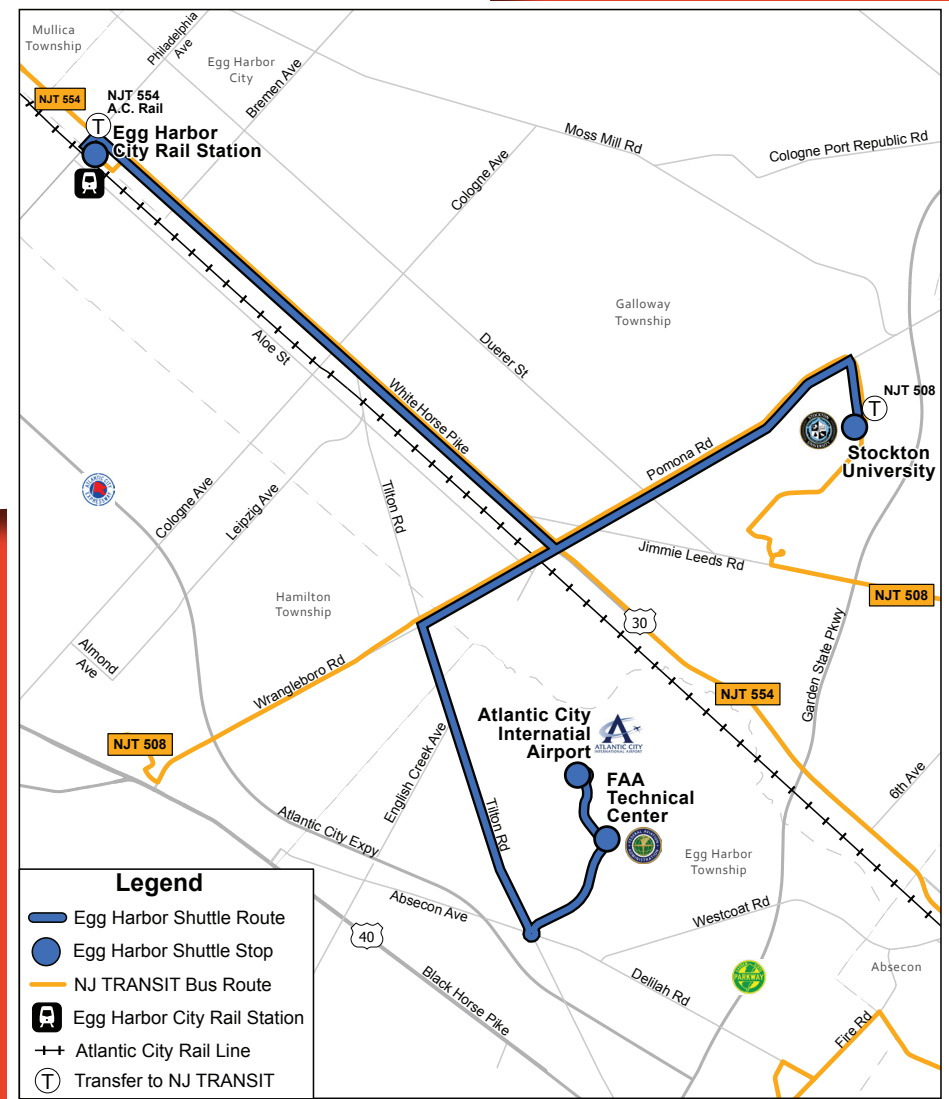 Mullica
Township
Philadelphia
Ave
Egg Harbor
City
Bremen Ave
NJT 554
NJT 554
A.C. Rail
T
Egg Harbor
City Rail Station
Moss Mill Rd
Cologne Port Republic Rd
Cologne Ave
Galloway
Township
Aloe St
Duerer St
White Horse Pike
NJT 508
T
Stockton
University
Pomona Rd
Cologne Ave
Leipzig Ave
Tilton Rd
Jimmie Leeds Rd
NJT 508
Hamilton
Township
30
Garden State Pkwy
Almond
Ave
Wrangleboro Rd
NJT 554
NJT 508
English Creek Ave
Atlantic City
Internatial
Airport
A
ATLANTIC CITY
INTERNATIONAL AIRPORT
FAA
Technical
Center
6th Ave
Atlantic City Expy
Tilton Rd
Egg Harbor
Township
Absecon Ave
Westcoat Rd
40
Black Horse Pike
Delilah Rd
PARKWAY
Absecon
Fire Rd
Legend
Egg Harbor Shuttle Route
Egg Harbor Shuttle Stop
NJ TRANSIT Bus Route
Egg Harbor City Rail Station
Atlantic City Rail Line
T Transfer to NJ TRANSIT